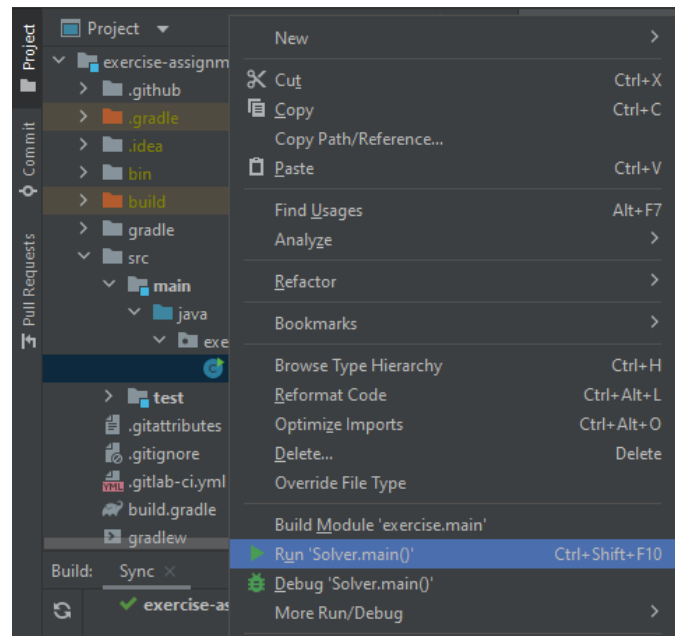 Project
Commit
Pull Requests
Project
exercise-assignm
.github
.gradle
.idea
bin
build
gradle
src
main
java
exe
test
.gitattributes
.gitignore
.gitlab-ci.yml
build.gradle
gradlew
Build: Sync
exercise-as
New
Cut Ctrl+X
Copy Ctrl+C
Copy Path/Reference...
Paste Ctrl+V
Find Usages Alt+F7
Analyze
Refactor
Bookmarks
Browse Type Hierarchy Ctrl+H
Reformat Code Ctrl+Alt+L
Optimize Imports Ctrl+Alt+O
Delete... Delete
Override File Type
Build Module 'exercise.main'
Run 'Solver.main()' Ctrl+Shift+F10
Debug 'Solver.main()'
More Run/Debug